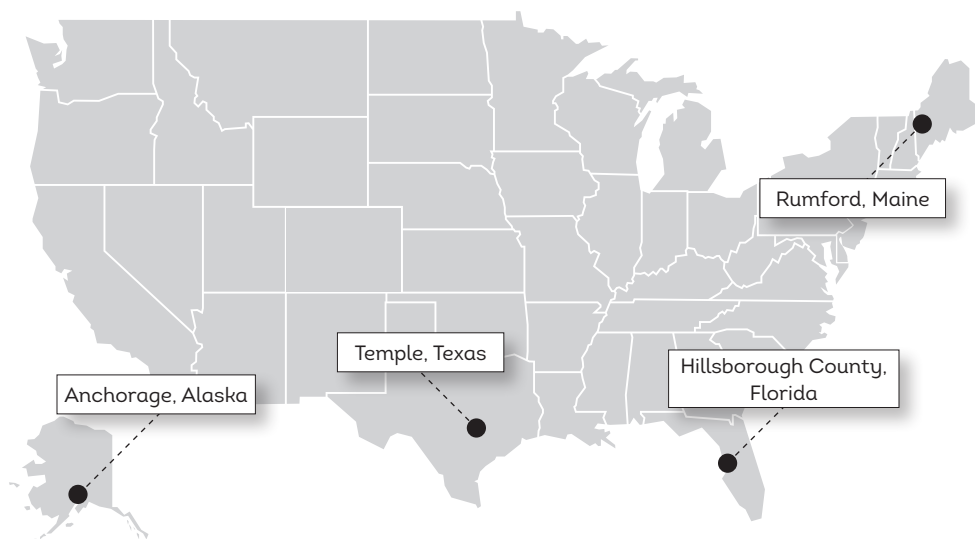 Rumford, Maine
Temple, Texas
Hillsborough County,
Florida
Anchorage, Alaska